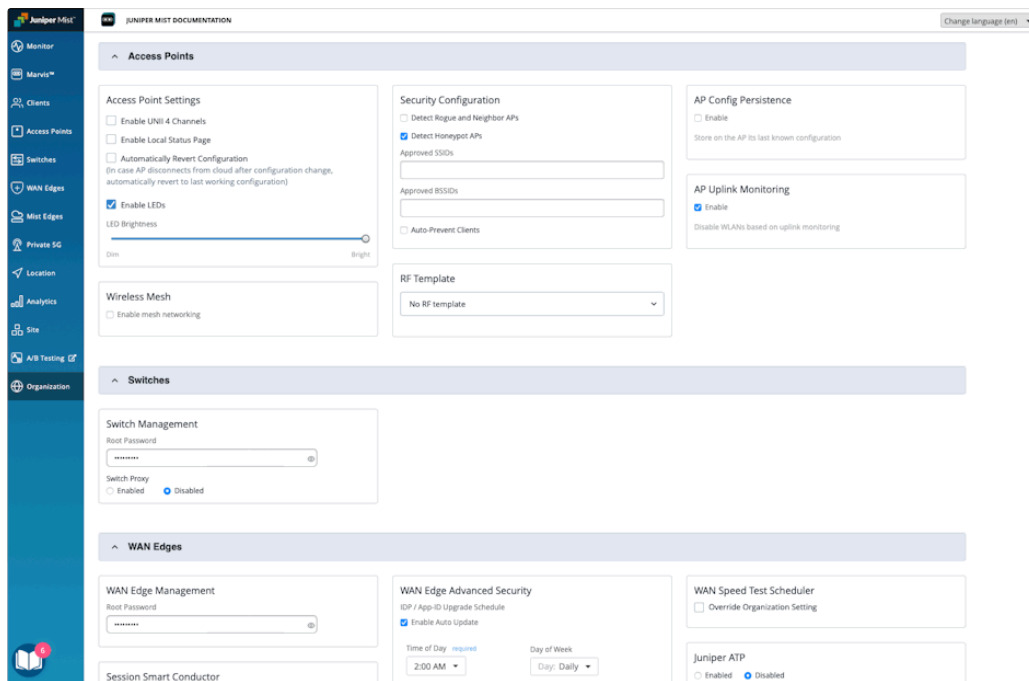 Juniper Mist™
JUNIPER MIST DOCUMENTATION
Change language (en)
Monitor
Marvis™
Clients
Access Points
Switches
WAN Edges
Mist Edges
Private 5G
Location
Analytics
Site
A/B Testing
Organization
6
Access Points
Access Point Settings
Enable UNII 4 Channels
Enable Local Status Page
Automatically Revert Configuration
(In case AP disconnects from cloud after configuration change,
automatically revert to last working configuration)
Enable LEDs
LED Brightness
Dim
Bright
Wireless Mesh
Enable mesh networking
Security Configuration
Detect Rogue and Neighbor APs
Detect Honeypot APs
Approved SSIDs
Approved BSSIDs
Auto-Prevent Clients
RF Template
No RF template
AP Config Persistence
Enable
Store on the AP its last known configuration
AP Uplink Monitoring
Enable
Disable WLANs based on uplink monitoring
Switches
Switch Management
Root Password
•••••••••
Switch Proxy
Enabled
Disabled
WAN Edges
WAN Edge Management
Root Password
•••••••••
Session Smart Conductor
WAN Edge Advanced Security
IDP / App-ID Upgrade Schedule
Enable Auto Update
Time of Day required
Day of Week
2:00 AM
Day: Daily
WAN Speed Test Scheduler
Override Organization Setting
Juniper ATP
Enabled
Disabled